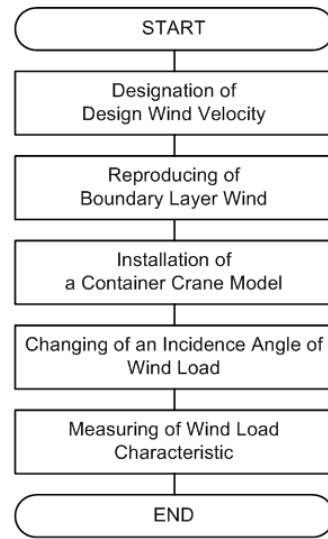 START
Designation of
Design Wind Velocity
Reproducing of
Boundary Layer Wind
Installation of
a Container Crane Model
Changing of an Incidence Angle of
Wind Load
Measuring of Wind Load
Characteristic
END